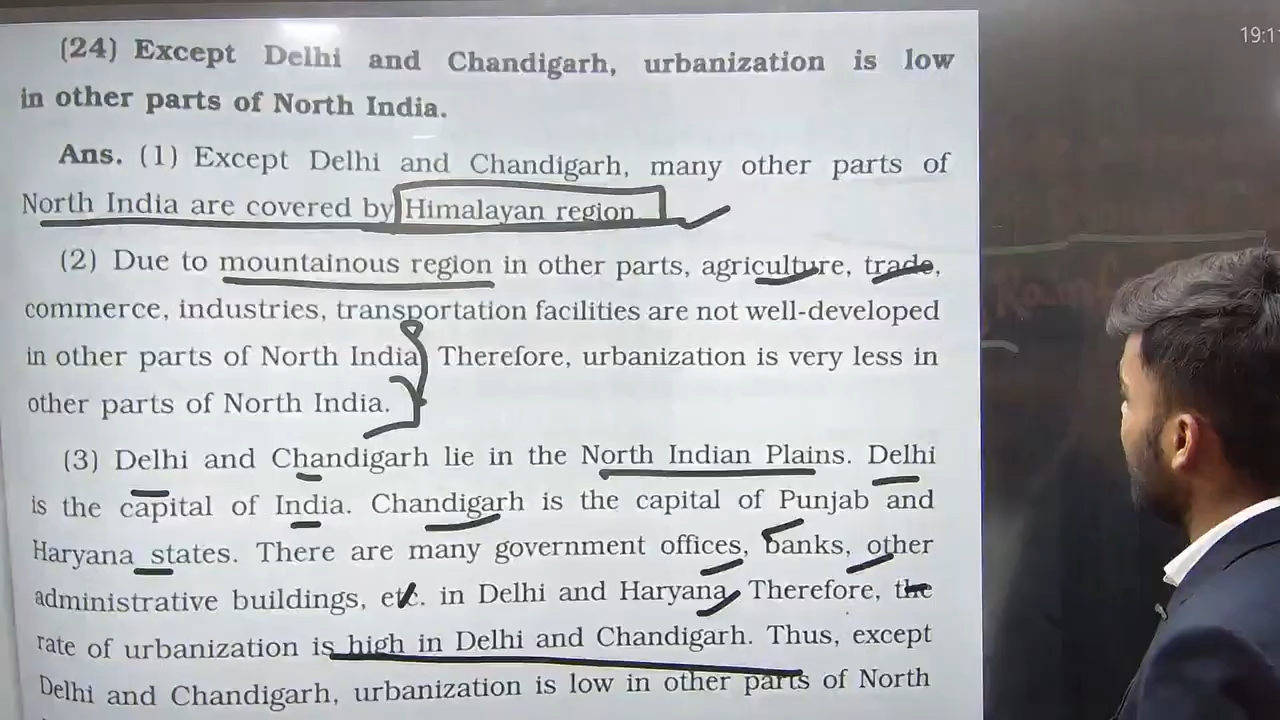 (24) Except Delhi and Chandigarh, urbanization is low
in other parts of North India.
Ans. (1) Except Delhi and Chandigarh, many other parts of
North India are covered by Himalayan region.
(2) Due to mountainous region in other parts, agriculture, trade,
commerce, industries, transportation facilities are not well-developed
in other parts of North India. Therefore, urbanization is very less in
other parts of North India.
(3) Delhi and Chandigarh lie in the North Indian Plains. Delhi
is the capital of India. Chandigarh is the capital of Punjab and
Haryana states. There are many government offices, banks, other
administrative buildings, etc. in Delhi and Haryana. Therefore, the
rate of urbanization is high in Delhi and Chandigarh. Thus, except
Delhi and Chandigarh, urbanization is low in other parts of North